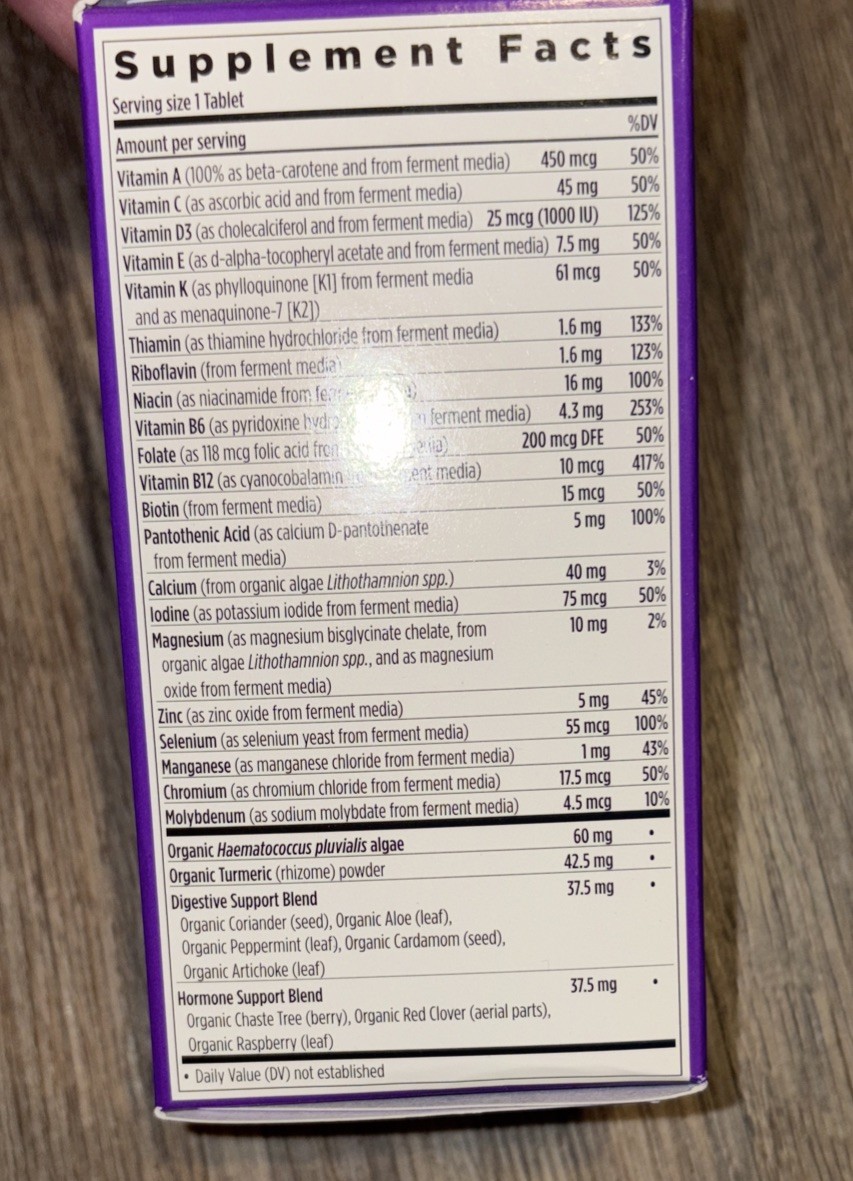 Supplement Facts
Serving size 1 Tablet
Amount per serving %DV
Vitamin A (100% as beta-carotene and from ferment media) 450 mcg 50%
Vitamin C (as ascorbic acid and from ferment media) 45 mg 50%
Vitamin D3 (as cholecalciferol and from ferment media) 25 mcg (1000 IU) 125%
Vitamin E (as d-alpha-tocopheryl acetate and from ferment media) 7.5 mg 50%
Vitamin K (as phylloquinone [K1] from ferment media 61 mcg 50%
and as menaquinone-7 [K2])
Thiamin (as thiamine hydrochloride from ferment media) 1.6 mg 133%
Riboflavin (from ferment media) 1.6 mg 123%
Niacin (as niacinamide from 16 mg 100%
Vitamin B6 (as pyridoxine ferment media) 4.3 mg 253%
Folate (as 118 mcg folic acid from 200 mcg DFE 50%
Vitamin B12 (as cyanocobalamin media) 10 mcg 417%
Biotin (from ferment media) 15 mcg 50%
Pantothenic Acid (as calcium D-pantothenate 5 mg 100%
from ferment media)
Calcium (from organic algae Lithothamnion spp.) 40 mg 3%
Iodine (as potassium iodide from ferment media) 75 mcg 50%
Magnesium (as magnesium bisglycinate chelate, from 10 mg 2%
organic algae Lithothamnion spp., and as magnesium
oxide from ferment media)
Zinc (as zinc oxide from ferment media) 5 mg 45%
Selenium (as selenium yeast from ferment media) 55 mcg 100%
Manganese (as manganese chloride from ferment media) 1 mg 43%
Chromium (as chromium chloride from ferment media) 17.5 mcg 50%
Molybdenum (as sodium molybdate from ferment media) 4.5 mcg 10%
Organic Haematococcus pluvialis algae 60 mg •
Organic Turmeric (rhizome) powder 42.5 mg •
Digestive Support Blend 37.5 mg •
Organic Coriander (seed), Organic Aloe (leaf),
Organic Peppermint (leaf), Organic Cardamom (seed),
Organic Artichoke (leaf)
Hormone Support Blend 37.5 mg •
Organic Chaste Tree (berry), Organic Red Clover (aerial parts),
Organic Raspberry (leaf)
• Daily Value (DV) not established